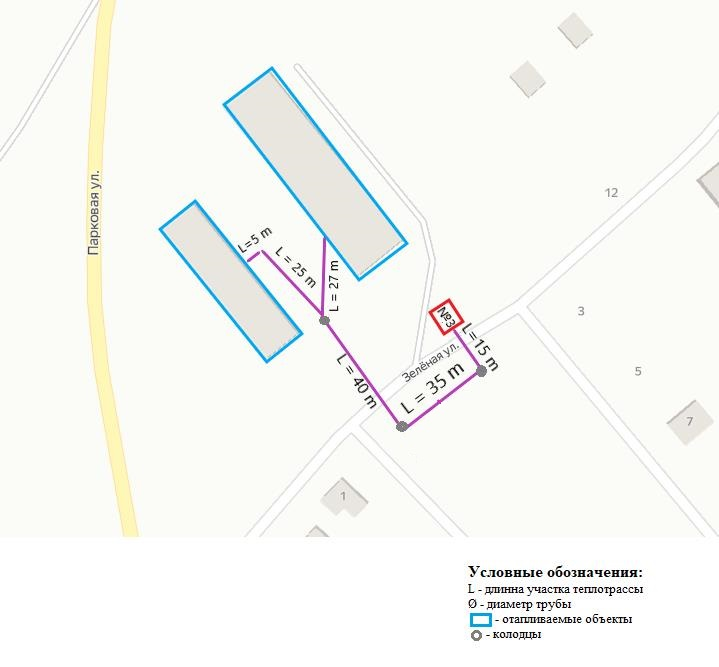 12
Парковая ул.
L=5 m
L = 25 m
L = 27 m
№3
3
L=15 m
Зелёная ул.
L = 40 m
L = 35 m
5
7
1
Условные обозначения:
L - длинна участка теплотрассы
Ø - диаметр трубы
- отапливаемые объекты
- колодцы